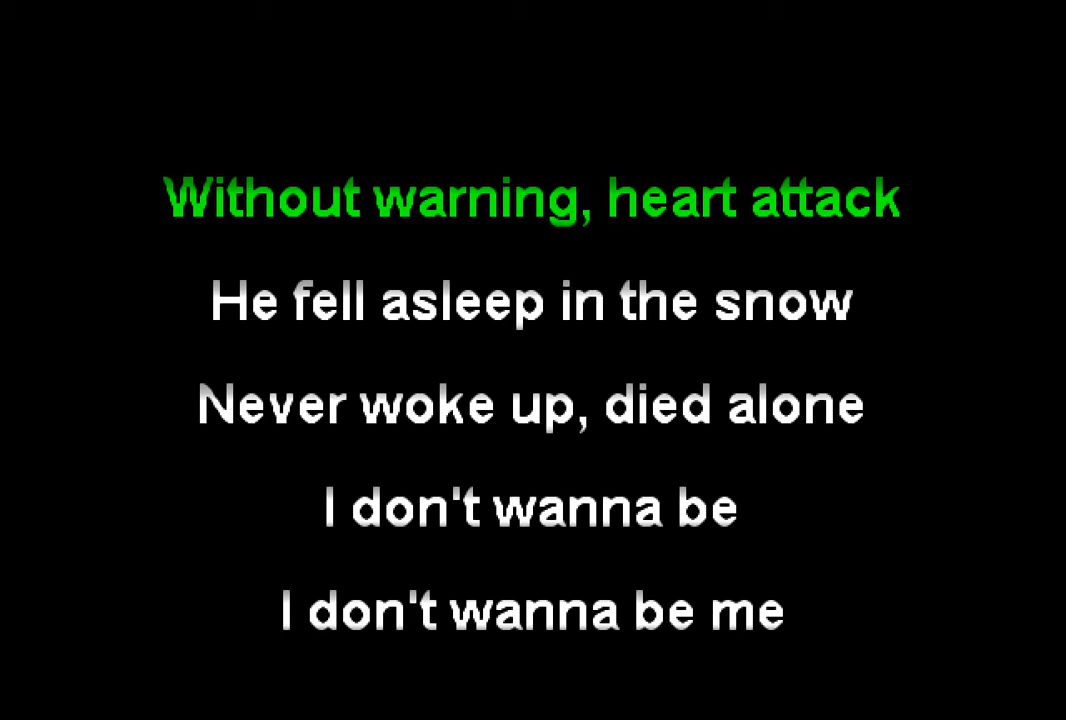 Without warning, heart attack
He fell asleep in the snow
Never woke up, died alone
I don't wanna be
I don't wanna be me